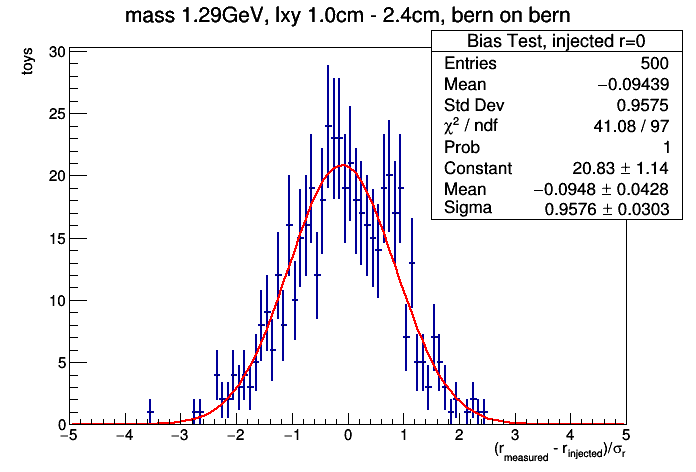 mass 1.29GeV, lxy 1.0cm - 2.4cm, bern on bern
Bias Test, injected r=0
Entries 500
Mean −0.09439
Std Dev 0.9575
χ² / ndf 41.08 / 97
Prob 1
Constant 20.83 ± 1.14
Mean −0.0948 ± 0.0428
Sigma 0.9576 ± 0.0303
toys
30
25
20
15
10
5
0
−5 −4 −3 −2 −1 0 1 2 3 4 5
(r_measured - r_injected)/σ_r